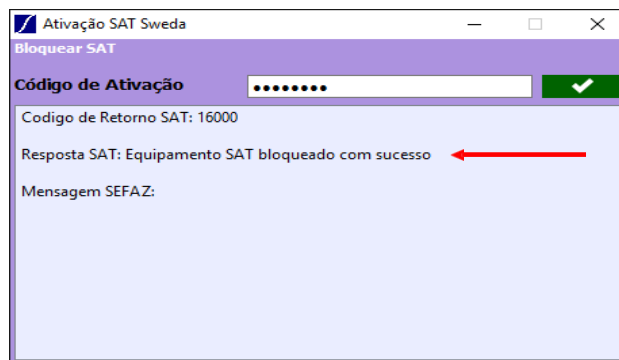 Ativação SAT Sweda
Bloquear SAT
Código de Ativação
Codigo de Retorno SAT: 16000
Resposta SAT: Equipamento SAT bloqueado com sucesso
Mensagem SEFAZ: